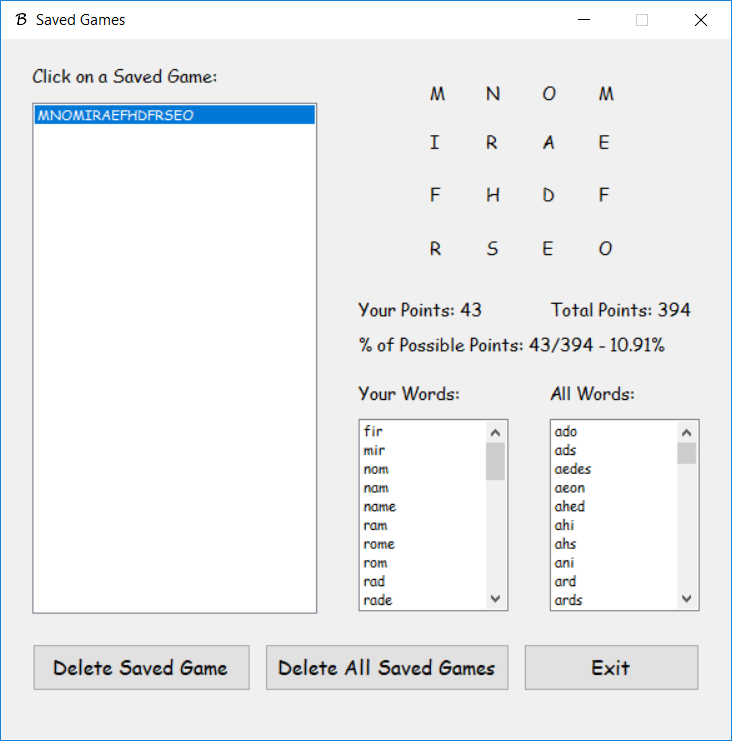 B Saved Games
Click on a Saved Game:
MNOMIRAEFHDFRSEO
M N O M
I R A E
F H D F
R S E O
Your Points: 43 Total Points: 394
% of Possible Points: 43/394 - 10.91%
Your Words:
fir
mir
nom
nam
name
ram
rome
rom
rad
rade
All Words:
ado
ads
aedes
aeon
ahed
ahi
ahs
ani
ard
ards
Delete Saved Game
Delete All Saved Games
Exit